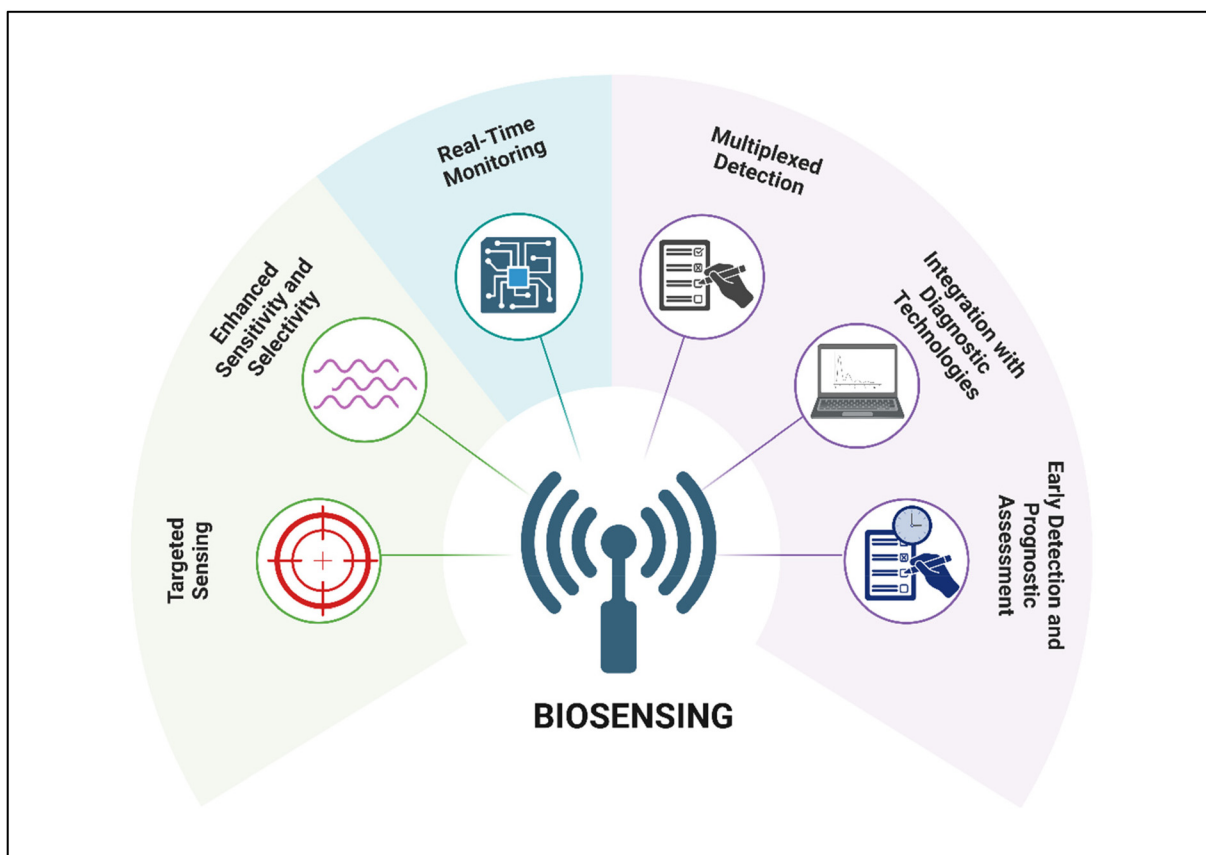 Targeted
Sensing
Enhanced
Sensitivity and
Selectivity
Real-Time
Monitoring
Multiplexed
Detection
Integration with
Diagnostic
Technologies
Early Detection and
Prognostic
Assessment
BIOSENSING